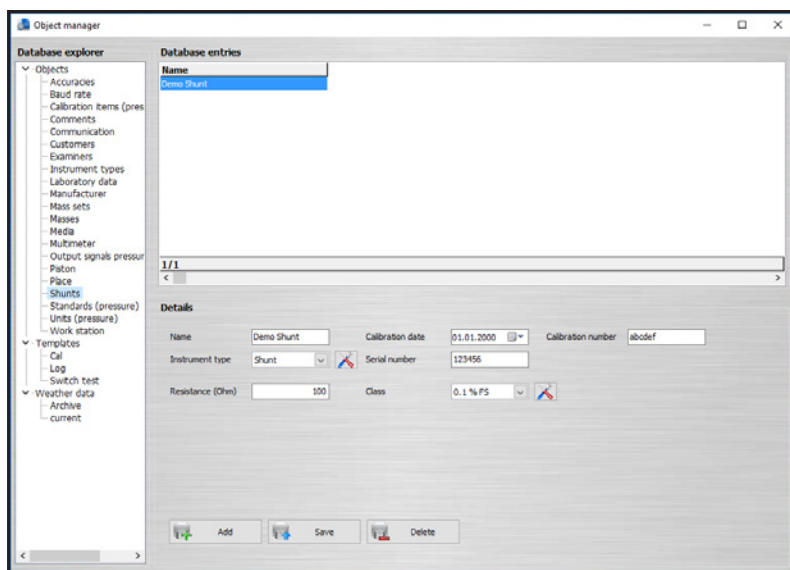 Object manager
Database explorer
Objects
Accuracies
Baud rate
Calibration items (pres
Comments
Communication
Customers
Examiners
Instrument types
Laboratory data
Manufacturer
Mass sets
Masses
Media
Multimeter
Output signals pressur
Piston
Place
Shunts
Standards (pressure)
Units (pressure)
Work station
Templates
Cal
Log
Switch test
Weather data
Archive
current
Database entries
Name
Demo Shunt
1/1
Details
Name Demo Shunt Calibration date 01.01.2000 Calibration number abcdef
Instrument type Shunt Serial number 123456
Resistance (Ohm) 100 Class 0.1 % FS
Add Save Delete